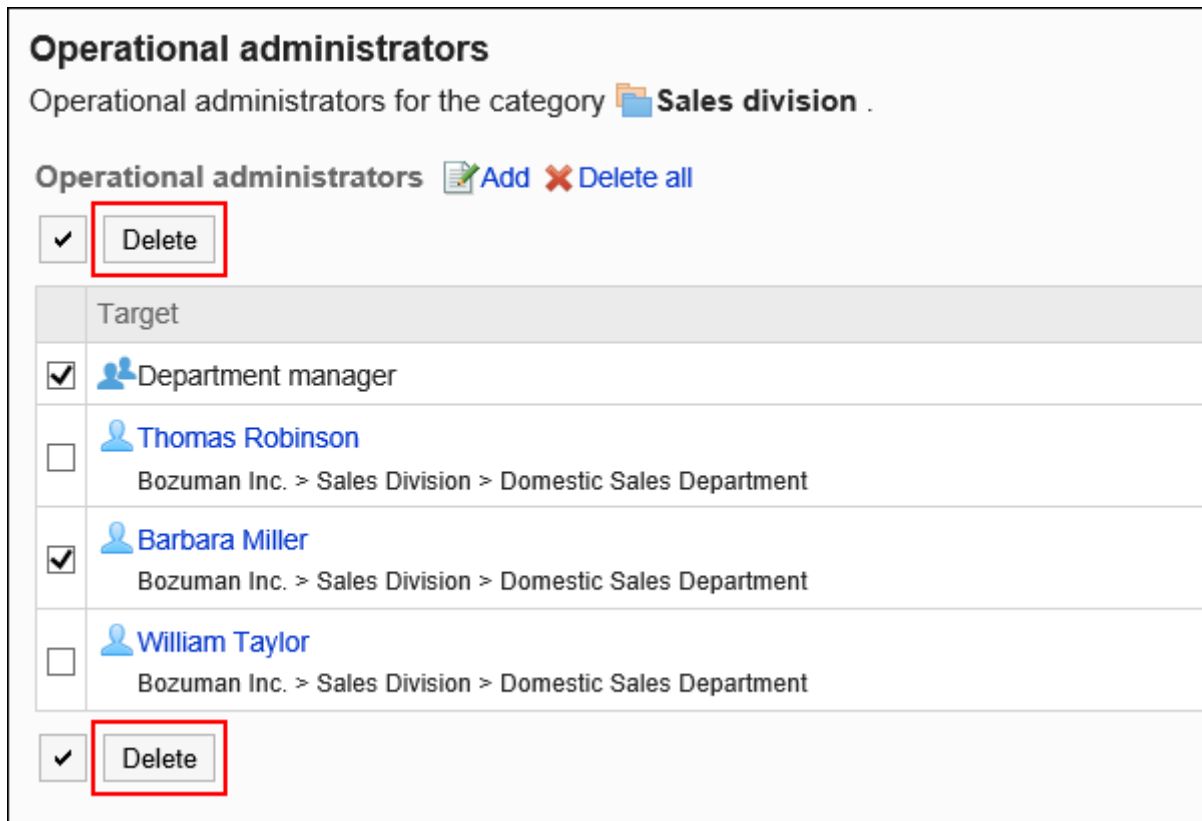 Operational administrators
Operational administrators for the category Sales division .
Operational administrators Add Delete all
Delete
Target
Department manager
Thomas Robinson
Bozuman Inc. > Sales Division > Domestic Sales Department
Barbara Miller
Bozuman Inc. > Sales Division > Domestic Sales Department
William Taylor
Bozuman Inc. > Sales Division > Domestic Sales Department
Delete